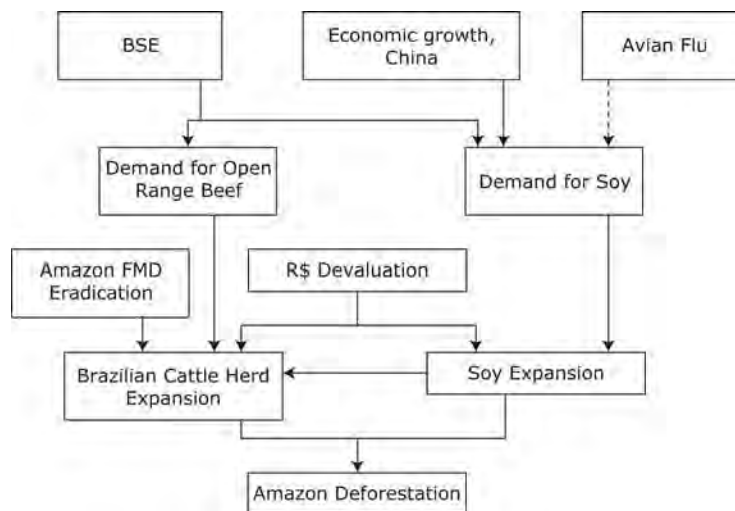 BSE
Economic growth,
China
Avian Flu
Demand for Open
Range Beef
Demand for Soy
Amazon FMD
Eradication
R$ Devaluation
Brazilian Cattle Herd
Expansion
Soy Expansion
Amazon Deforestation